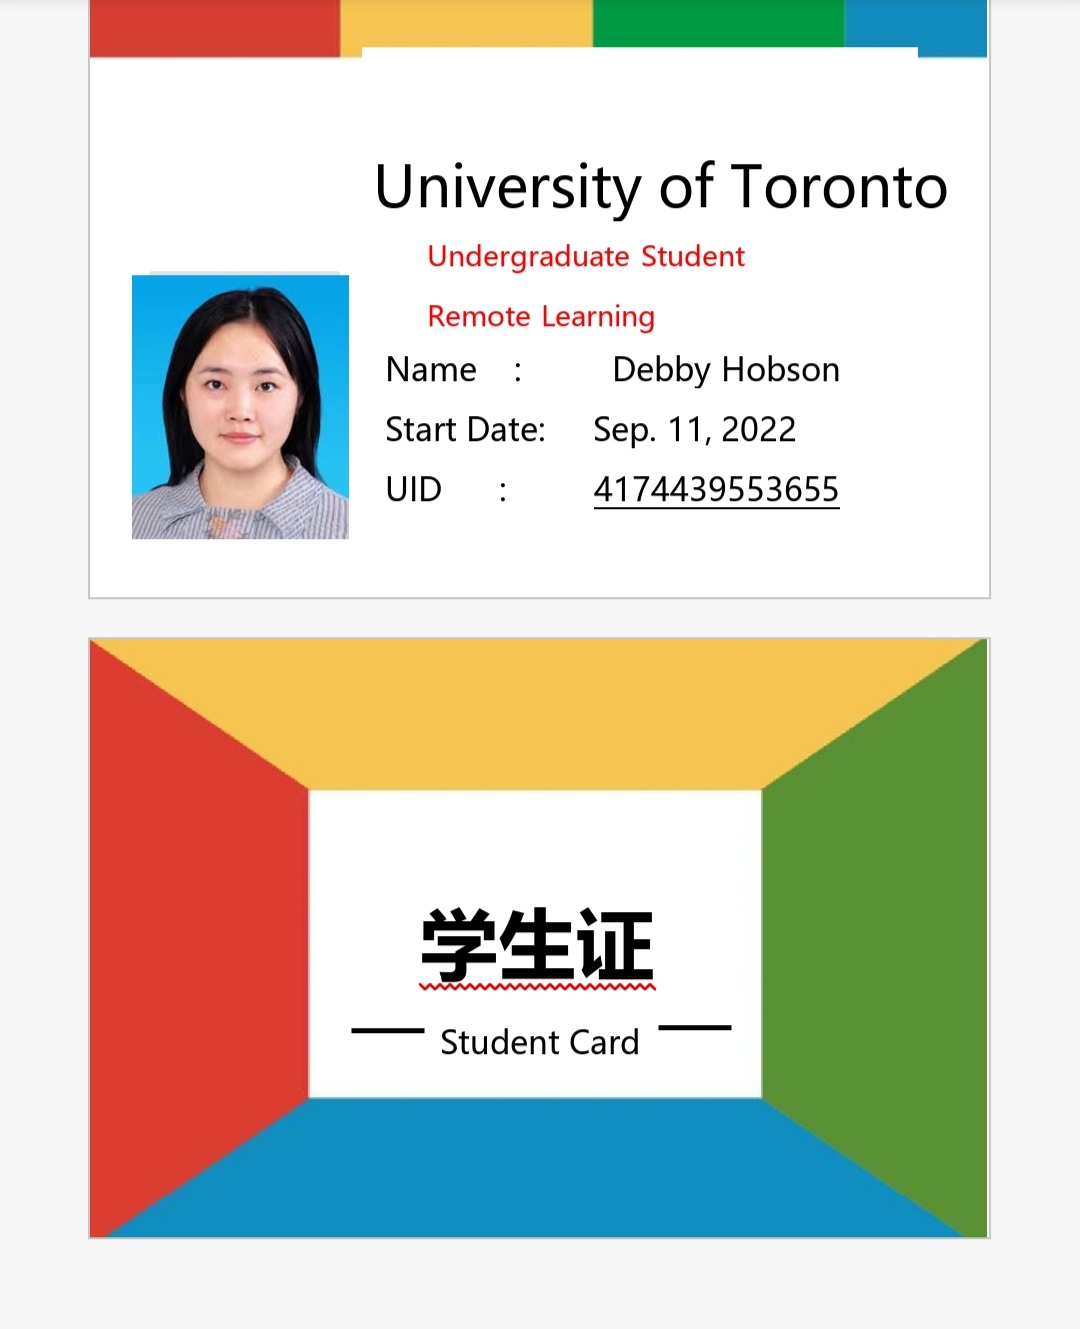 University of Toronto
Undergraduate Student
Remote Learning
Name : Debby Hobson
Start Date: Sep. 11, 2022
UID : 4174439553655
学生证
Student Card